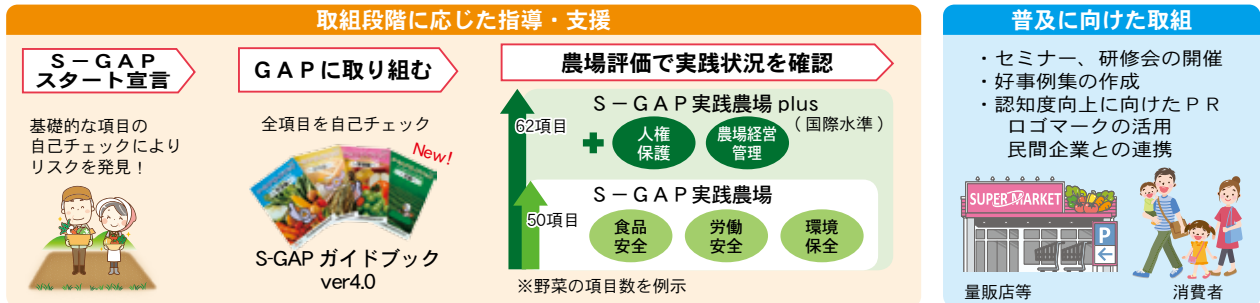 取組段階に応じた指導・支援
S－GAP
スタート宣言
基礎的な項目の
自己チェックにより
リスクを発見！
GAPに取り組む
全項目を自己チェック
New!
S-GAP ガイドブック
ver4.0
農場評価で実践状況を確認
S－GAP実践農場 plus
（国際水準）
62項目
人権
保護
農場経営
管理
S－GAP実践農場
50項目
食品
安全
労働
安全
環境
保全
※野菜の項目数を例示
普及に向けた取組
・セミナー、研修会の開催
・好事例集の作成
・認知度向上に向けたＰＲ
ロゴマークの活用
民間企業との連携
SUPER MARKET
P
量販店等
消費者